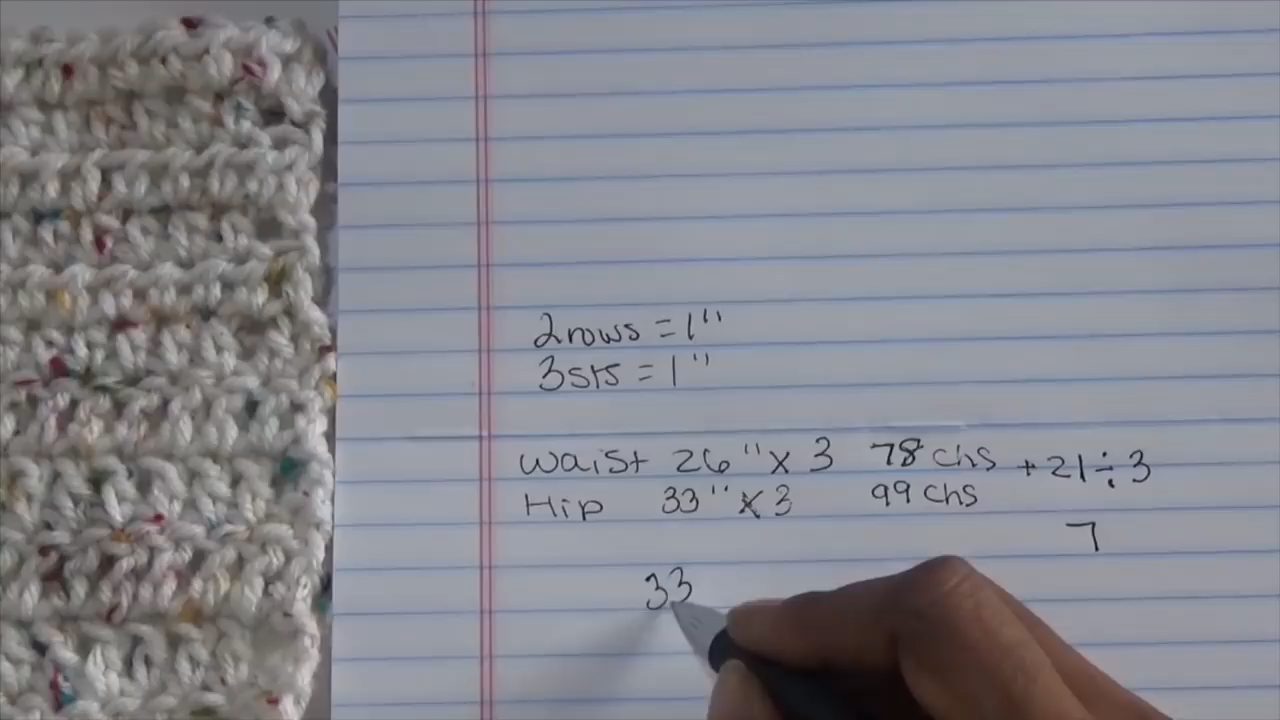 2rows = 1"
3sts = 1"
Waist 26" x 3 78 chs + 21 ÷ 3
Hip 33" x 3 99 chs
7
33